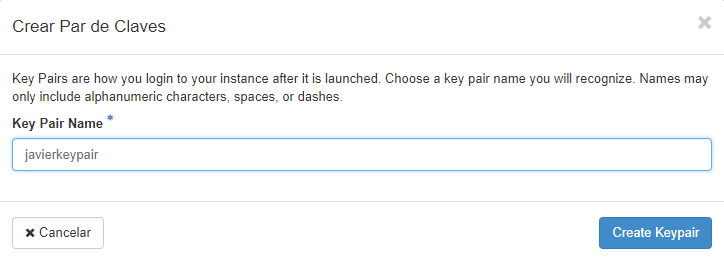 Crear Par de Claves
×
Key Pairs are how you login to your instance after it is launched. Choose a key pair name you will recognize. Names may
only include alphanumeric characters, spaces, or dashes.
Key Pair Name *
javierkeypair
× Cancelar
Create Keypair